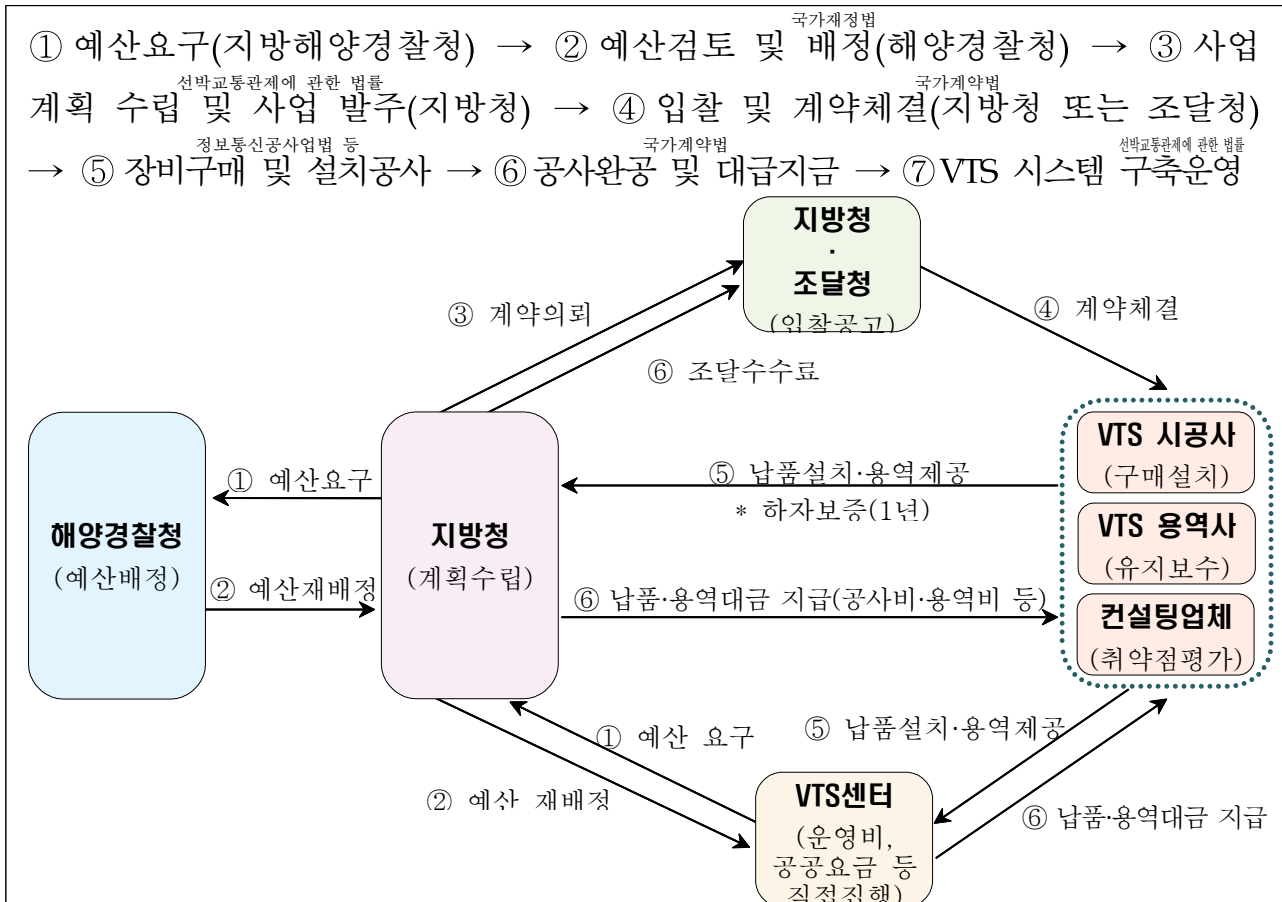 국가재정법
① 예산요구(지방해양경찰청) → ② 예산검토 및 배정(해양경찰청) → ③ 사업
선박교통관제에 관한 법률 국가계약법
계획 수립 및 사업 발주(지방청) → ④ 입찰 및 계약체결(지방청 또는 조달청)
정보통신공사업법 등 국가계약법 선박교통관제에 관한 법률
→ ⑤ 장비구매 및 설치공사 → ⑥ 공사완공 및 대급지금 → ⑦ VTS 시스템 구축운영
지방청
·
조달청
(입찰공고)
③ 계약의뢰
④ 계약체결
⑥ 조달수수료
해양경찰청
(예산배정)
① 예산요구
② 예산재배정
지방청
(계획수립)
⑤ 납품설치·용역제공
* 하자보증(1년)
⑥ 납품·용역대금 지급(공사비·용역비 등)
VTS 시공사
(구매설치)
VTS 용역사
(유지보수)
컨설팅업체
(취약점평가)
① 예산 요구
② 예산 재배정
⑤ 납품설치·용역제공
⑥ 납품·용역대금 지급
VTS센터
(운영비,
공공요금 등
직접집행)